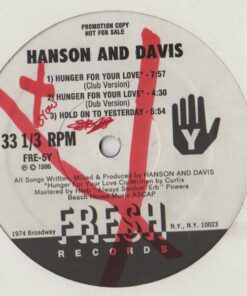 PROMOTION COPY
NOT FOR SALE
HANSON AND DAVIS
1) HUNGER FOR YOUR LOVE* - 7:57
(Club Version)
2) HUNGER FOR YOUR LOVE* - 4:30
(Dub Version)
3) HOLD ON TO YESTERDAY - 5:54
33 1/3 RPM
FRE-5Y
℗ © 1986
All Songs Written, Mixed & Produced by HANSON AND DAVIS
*Hunger For Your Love Co-Written by Curtis
Mastered by Herb "Always Smokin' Erb" Powers
Beach House Music ASCAP
1974 Broadway
N.Y., N.Y. 10023
FRESH
RECORDS
Y